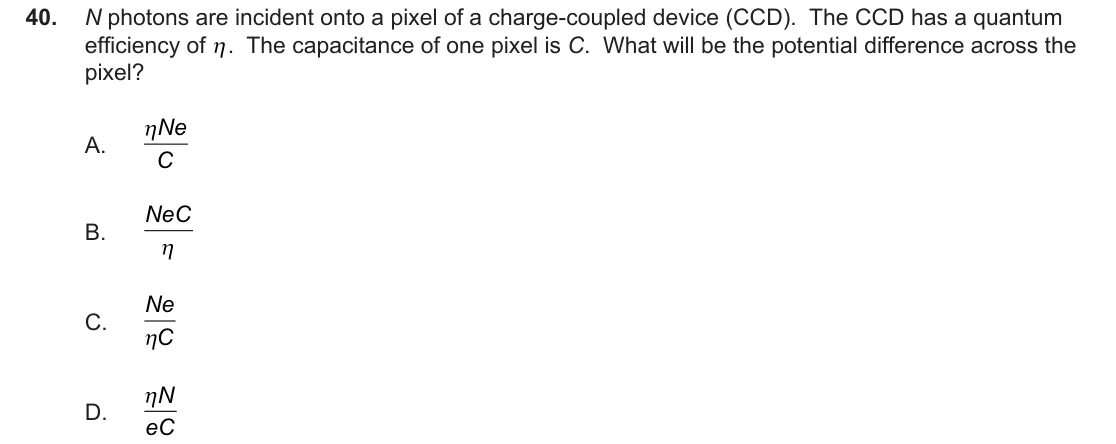 40. N photons are incident onto a pixel of a charge-coupled device (CCD). The CCD has a quantum
efficiency of η. The capacitance of one pixel is C. What will be the potential difference across the
pixel?
A. ηNe/C
B. NeC/η
C. Ne/ηC
D. ηN/eC